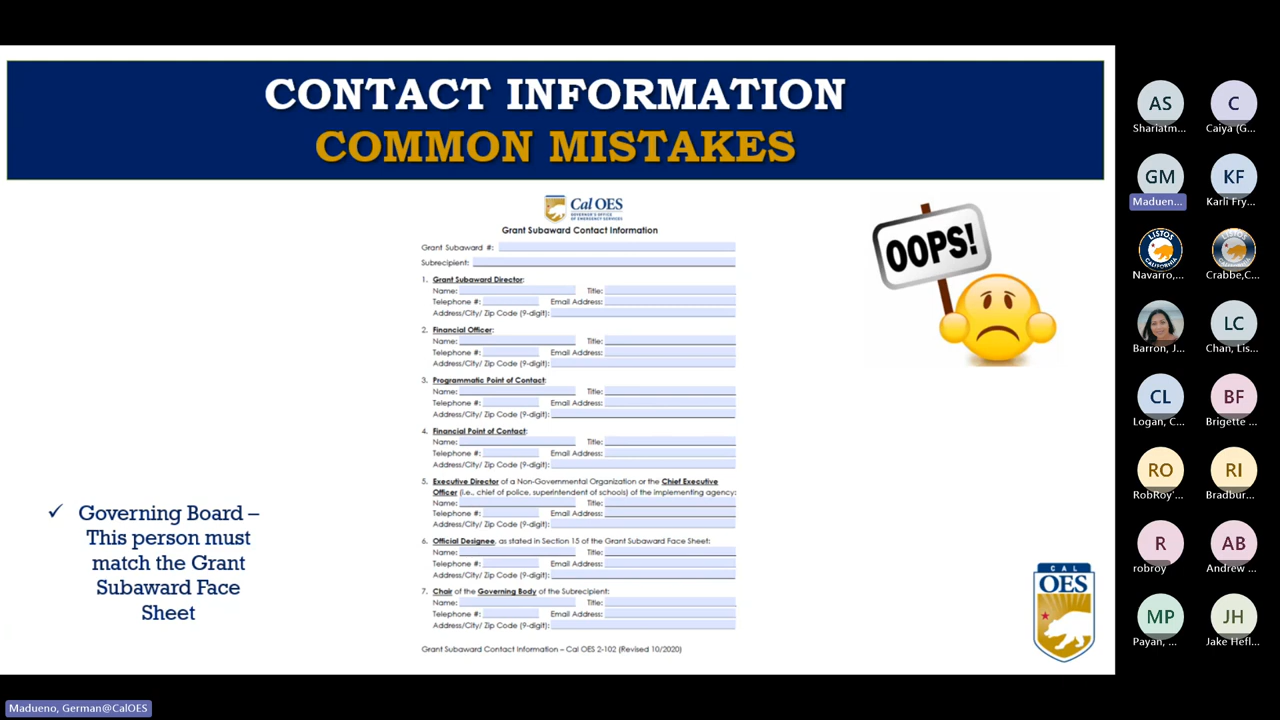 CONTACT INFORMATION
COMMON MISTAKES
Cal OES
GOVERNOR'S OFFICE
OF EMERGENCY SERVICES
Grant Subaward Contact Information
Grant Subaward #:
Subrecipient:
1. Grant Subaward Director:
Name: Title:
Telephone #: Email Address:
Address/City/ Zip Code (9-digit):
2. Financial Officer:
Name: Title:
Telephone #: Email Address:
Address/City/ Zip Code (9-digit):
3. Programmatic Point of Contact:
Name: Title:
Telephone #: Email Address:
Address/City/ Zip Code (9-digit):
4. Financial Point of Contact:
Name: Title:
Telephone #: Email Address:
Address/City/ Zip Code (9-digit):
5. Executive Director of a Non-Governmental Organization or the Chief Executive
Officer (i.e., chief of police, superintendent of schools) of the implementing agency:
Name: Title:
Telephone #: Email Address:
Address/City/ Zip Code (9-digit):
6. Official Designee, as stated in Section 15 of the Grant Subaward Face Sheet:
Name: Title:
Telephone #: Email Address:
Address/City/ Zip Code (9-digit):
7. Chair of the Governing Body of the Subrecipient:
Name: Title:
Telephone #: Email Address:
Address/City/ Zip Code (9-digit):
Grant Subaward Contact Information – Cal OES 2-102 (Revised 10/2020)
✓ Governing Board –
This person must
match the Grant
Subaward Face
Sheet
OOPS!
CAL
OES
AS C
Shariatm... Caiya (G...
GM KF
Maduen... Karli Fry...
LISTOS
CALIFORNIA
Navarro,... Crabbe,C...
LC
Barron, J... Chan, Lis...
CL BF
Logan, C... Brigette ...
RO RI
RobRoy'... Bradbur...
R AB
robroy Andrew ...
MP JH
Payan, ... Jake Hefl...
Madueno, German@CalOES